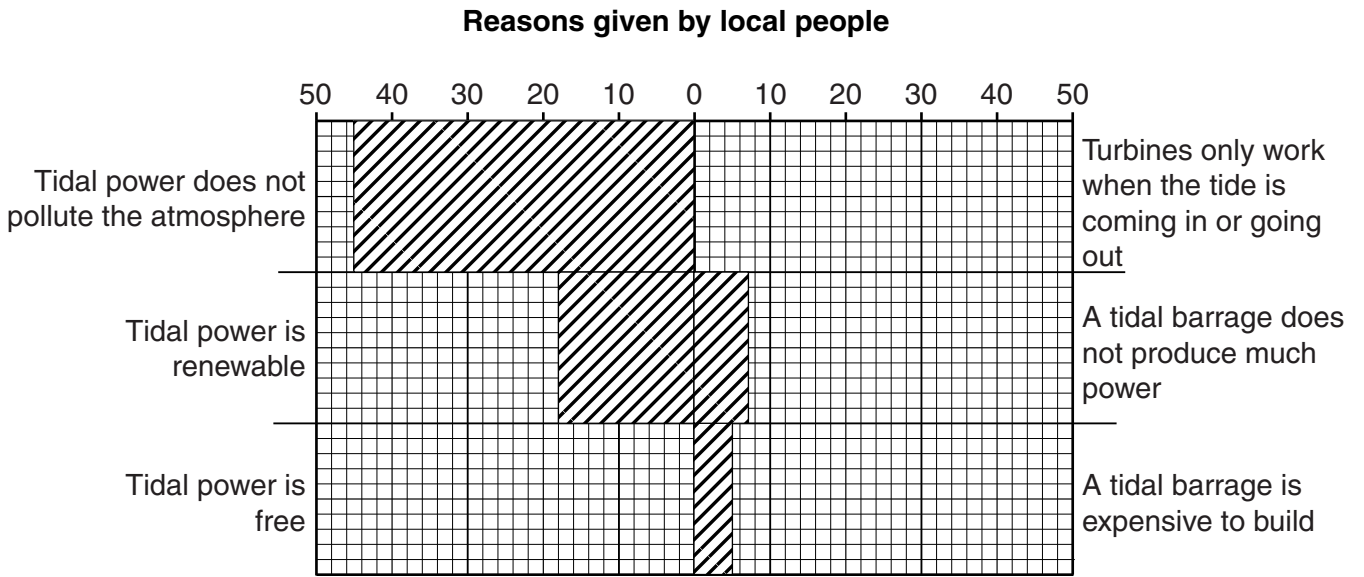 Reasons given by local people
50 40 30 20 10 0 10 20 30 40 50
Tidal power does not
pollute the atmosphere
Turbines only work
when the tide is
coming in or going
out
Tidal power is
renewable
A tidal barrage does
not produce much
power
Tidal power is
free
A tidal barrage is
expensive to build